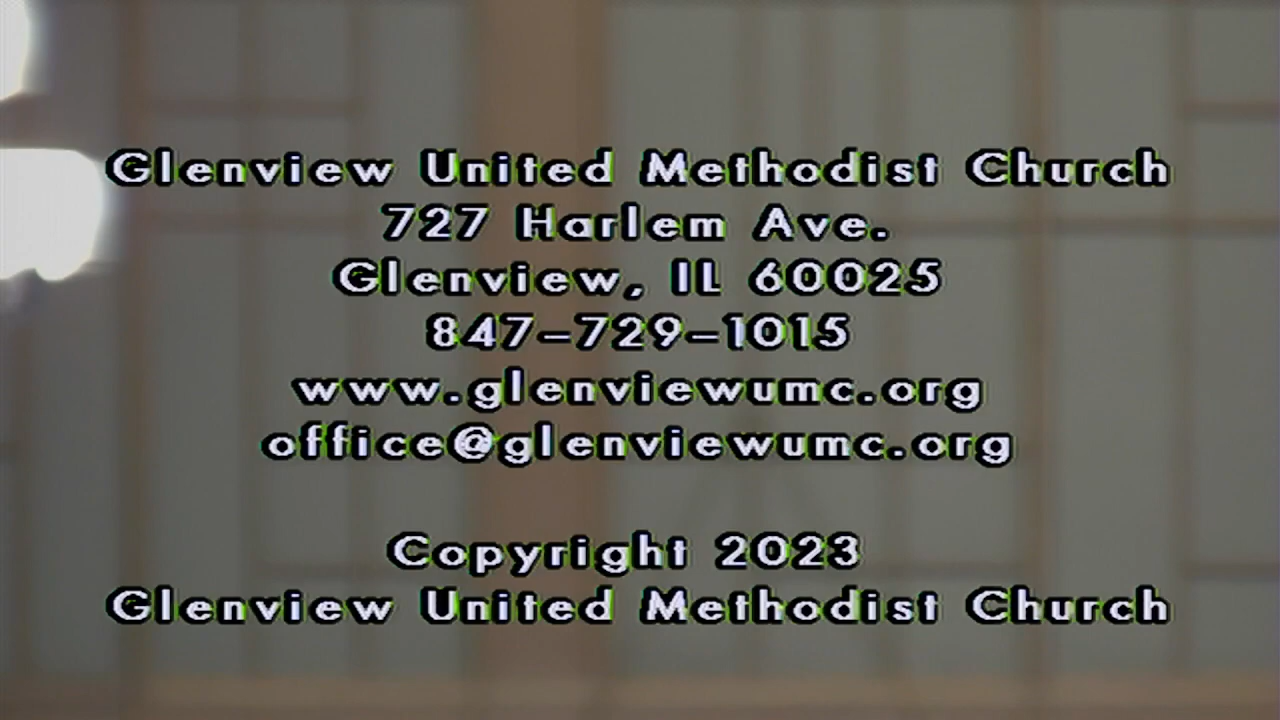 Glenview United Methodist Church
727 Harlem Ave.
Glenview, IL 60025
847-729-1015
www.glenviewumc.org
office@glenviewumc.org
Copyright 2023
Glenview United Methodist Church